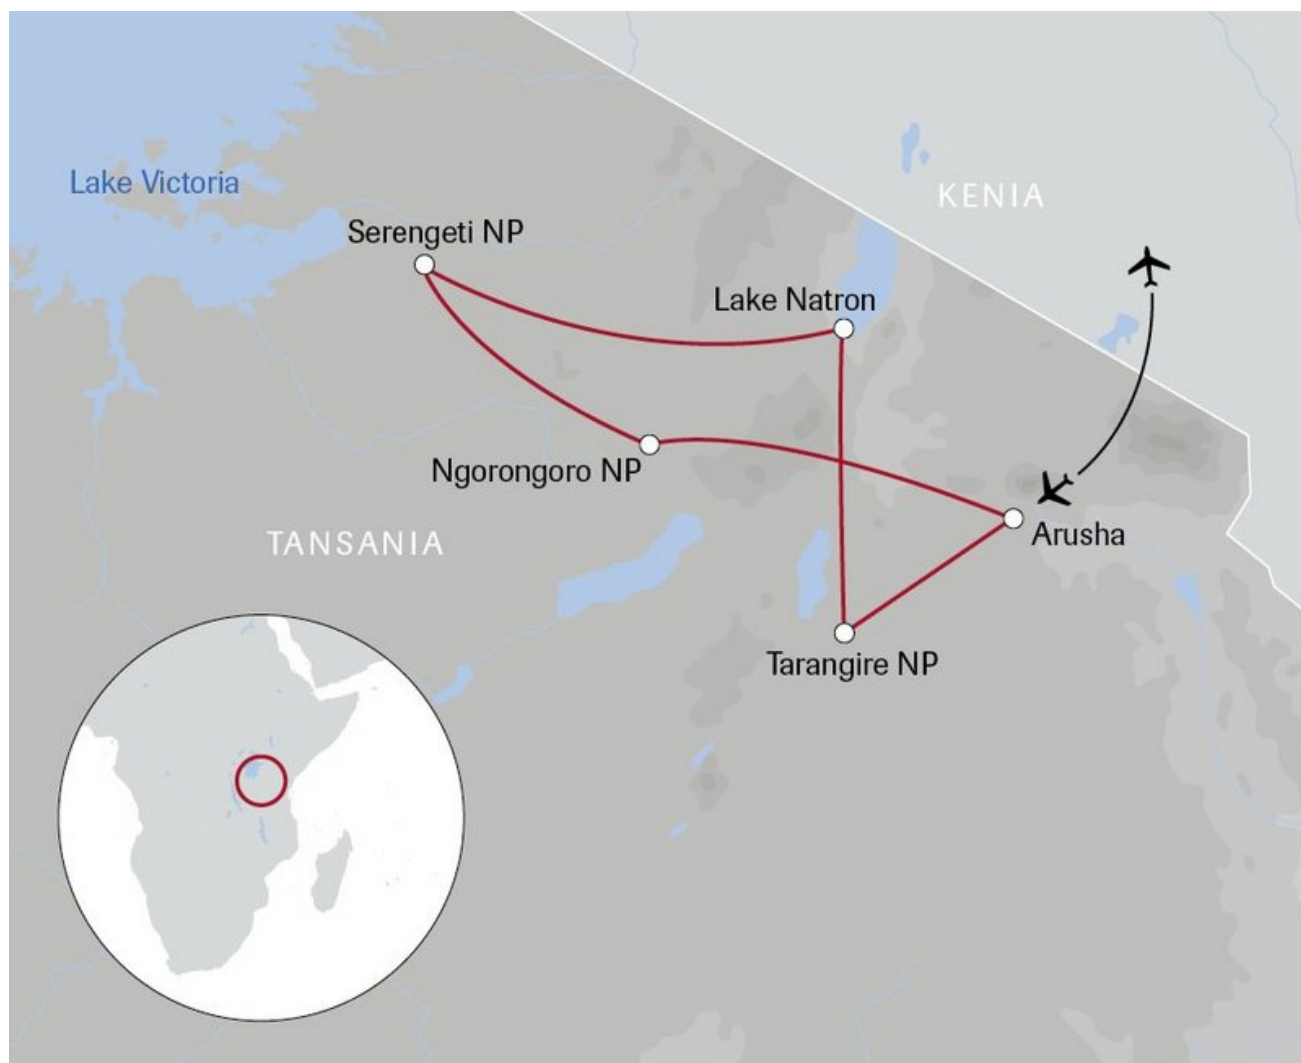 Lake Victoria
KENIA
Serengeti NP
Lake Natron
Ngorongoro NP
Arusha
TANSANIA
Tarangire NP